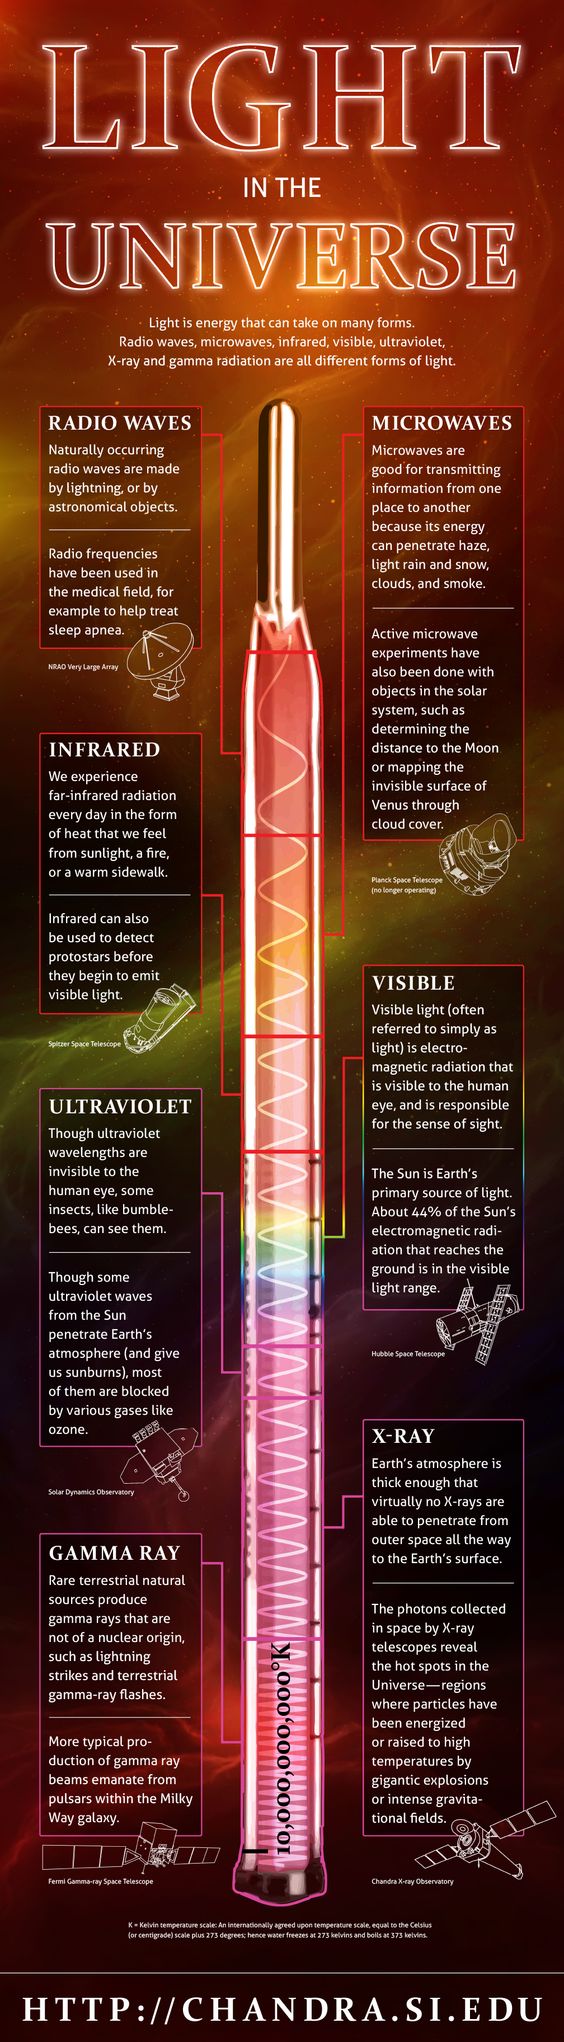 LIGHT
IN THE
UNIVERSE
Light is energy that can take on many forms.
Radio waves, microwaves, infrared, visible, ultraviolet,
X-ray and gamma radiation are all different forms of light.
RADIO WAVES
Naturally occurring
radio waves are made
by lightning, or by
astronomical objects.
Radio frequencies
have been used in
the medical field, for
example to help treat
sleep apnea.
NRAO Very Large Array
MICROWAVES
Microwaves are
good for transmitting
information from one
place to another
because its energy
can penetrate haze,
light rain and snow,
clouds, and smoke.
Active microwave
experiments have
also been done with
objects in the solar
system, such as
determining the
distance to the Moon
or mapping the
invisible surface of
Venus through
cloud cover.
Planck Space Telescope
(no longer operating)
INFRARED
We experience
far-infrared radiation
every day in the form
of heat that we feel
from sunlight, a fire,
or a warm sidewalk.
Infrared can also
be used to detect
protostars before
they begin to emit
visible light.
Spitzer Space Telescope
VISIBLE
Visible light (often
referred to simply as
light) is electro-
magnetic radiation that
is visible to the human
eye, and is responsible
for the sense of sight.
The Sun is Earth's
primary source of light.
About 44% of the Sun's
electromagnetic radi-
ation that reaches the
ground is in the visible
light range.
Hubble Space Telescope
ULTRAVIOLET
Though ultraviolet
wavelengths are
invisible to the
human eye, some
insects, like bumble-
bees, can see them.
Though some
ultraviolet waves
from the Sun
penetrate Earth's
atmosphere (and give
us sunburns), most
of them are blocked
by various gases like
ozone.
Solar Dynamics Observatory
X-RAY
Earth's atmosphere is
thick enough that
virtually no X-rays are
able to penetrate from
outer space all the way
to the Earth's surface.
The photons collected
in space by X-ray
telescopes reveal
the hot spots in the
Universe—regions
where particles have
been energized
or raised to high
temperatures by
gigantic explosions
or intense gravita-
tional fields.
Chandra X-ray Observatory
GAMMA RAY
Rare terrestrial natural
sources produce
gamma rays that are
not of a nuclear origin,
such as lightning
strikes and terrestrial
gamma-ray flashes.
More typical pro-
duction of gamma ray
beams emanate from
pulsars within the Milky
Way galaxy.
Fermi Gamma-ray Space Telescope
10,000,000,000°K
K = Kelvin temperature scale: An internationally agreed upon temperature scale, equal to the Celsius
(or centigrade) scale plus 273 degrees; hence water freezes at 273 kelvins and boils at 373 kelvins.
HTTP://CHANDRA.SI.EDU